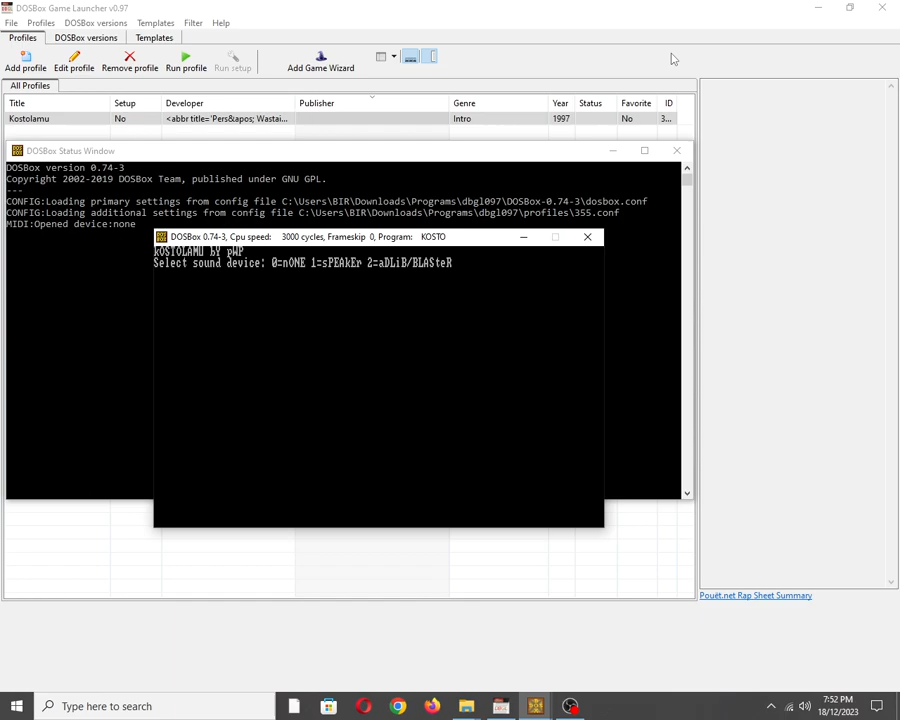 DOSBox Game Launcher v0.97
File Profiles DOSBox versions Templates Filter Help
Profiles DOSBox versions Templates
Add profile Edit profile Remove profile Run profile Run setup Add Game Wizard
All Profiles
Title Setup Developer Publisher Genre Year Status Favorite ID
Kostolamu No <abbr title='Pers&apos; Wastai... Intro 1997 No 3...
DOSBox Status Window
DOSBox version 0.74-3
Copyright 2002-2019 DOSBox Team, published under GNU GPL.
---
CONFIG:Loading primary settings from config file C:\Users\BIR\Downloads\Programs\dbgl097\DOSBox-0.74-3\dosbox.conf
CONFIG:Loading additional settings from config file C:\Users\BIR\Downloads\dbgl097\profiles\355.conf
MIDI:Opened device:none
DOSBox 0.74-3, Cpu speed: 3000 cycles, Frameskip 0, Program: KOSTO
kOSTOLAMU bY pWP
Select sound device: 0=nONE 1=sPEAkEr 2=aDLiB/BLASteR
Pouët.net Rap Sheet Summary
Type here to search
7:52 PM
18/12/2023